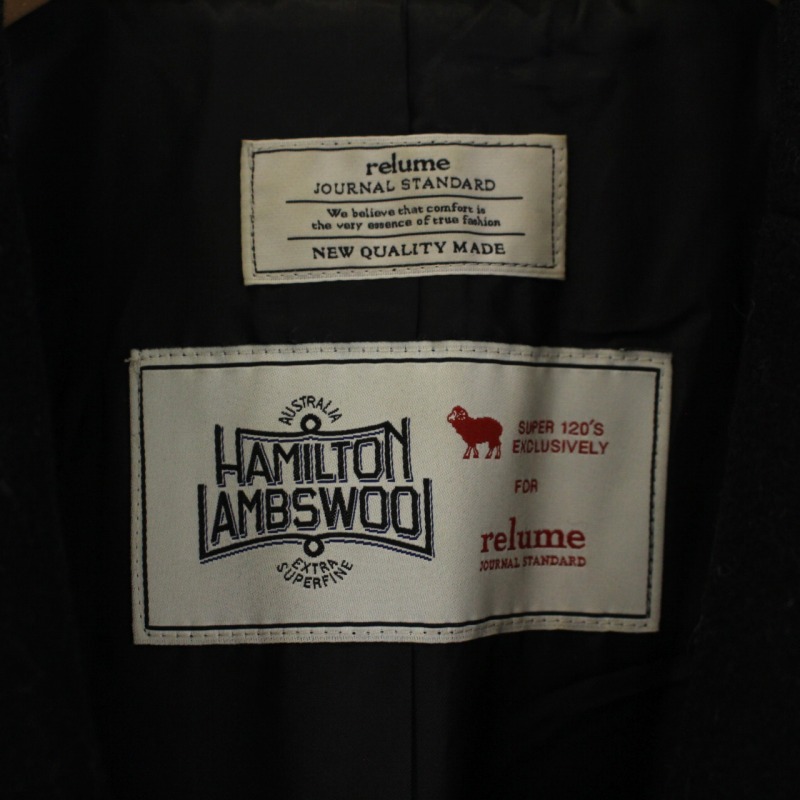 relume
JOURNAL STANDARD
We believe that comfort is
the very essence of true fashion
NEW QUALITY MADE
AUSTRALIA
HAMILTON
LAMBSWOOL
EXTRA
SUPERFINE
SUPER 120'S
EXCLUSIVELY
FOR
relume
JOURNAL STANDARD